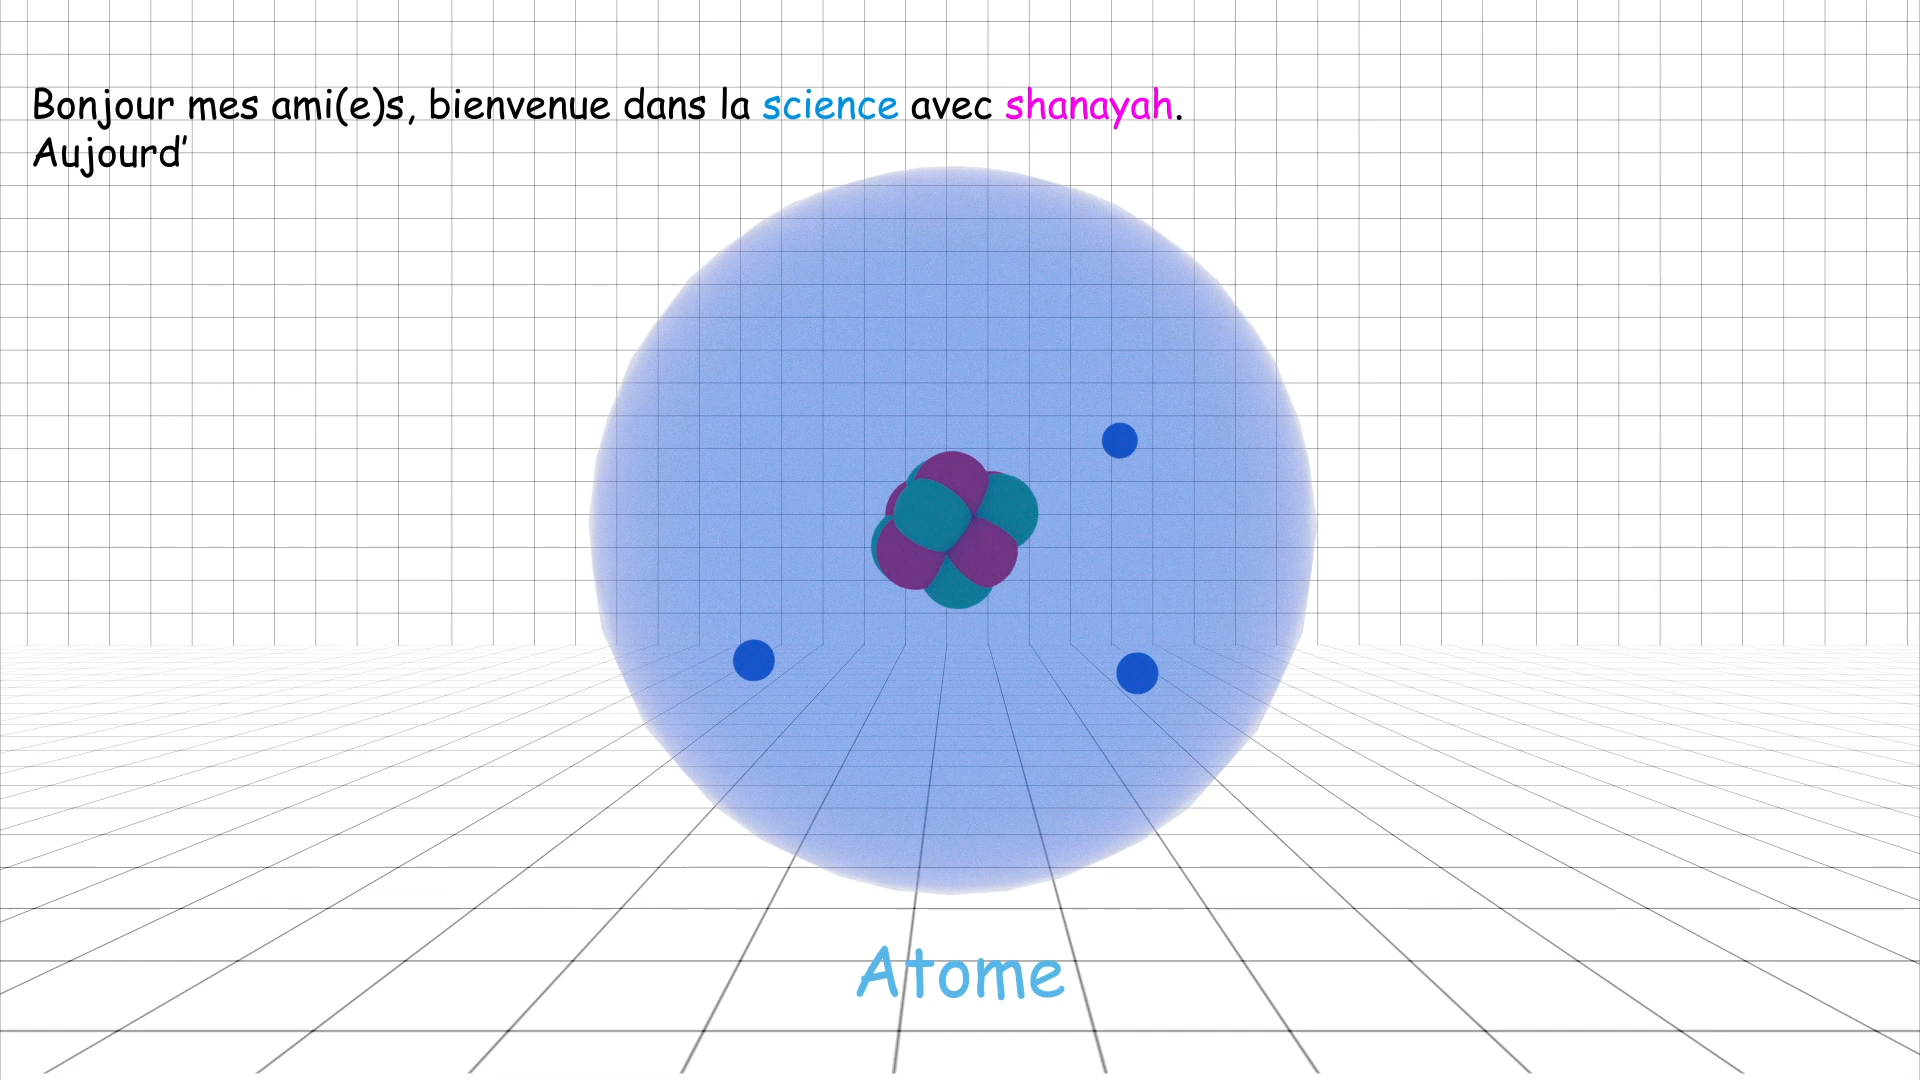 Bonjour mes ami(e)s, bienvenue dans la science avec shanayah.
Aujourd’
Atome